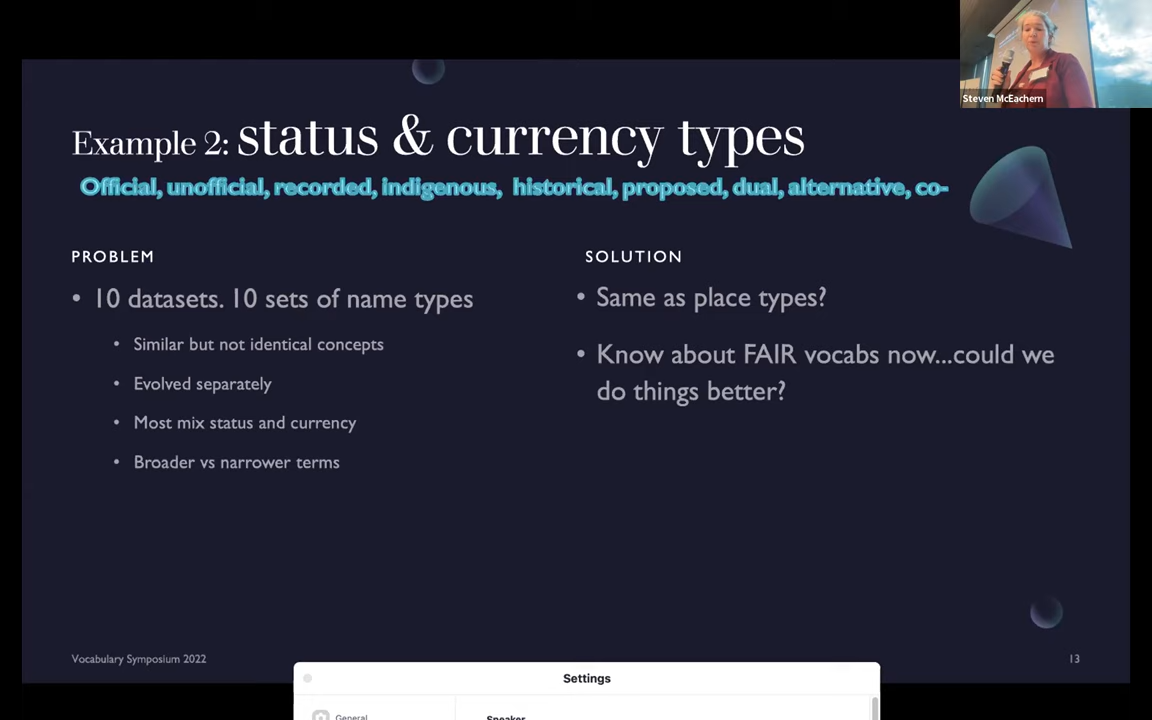 Steven McEachern
Example 2: status & currency types
Official, unofficial, recorded, indigenous, historical, proposed, dual, alternative, co-
PROBLEM
• 10 datasets. 10 sets of name types
• Similar but not identical concepts
• Evolved separately
• Most mix status and currency
• Broader vs narrower terms
SOLUTION
• Same as place types?
• Know about FAIR vocabs now...could we
do things better?
Vocabulary Symposium 2022
13
Settings
General
Speaker